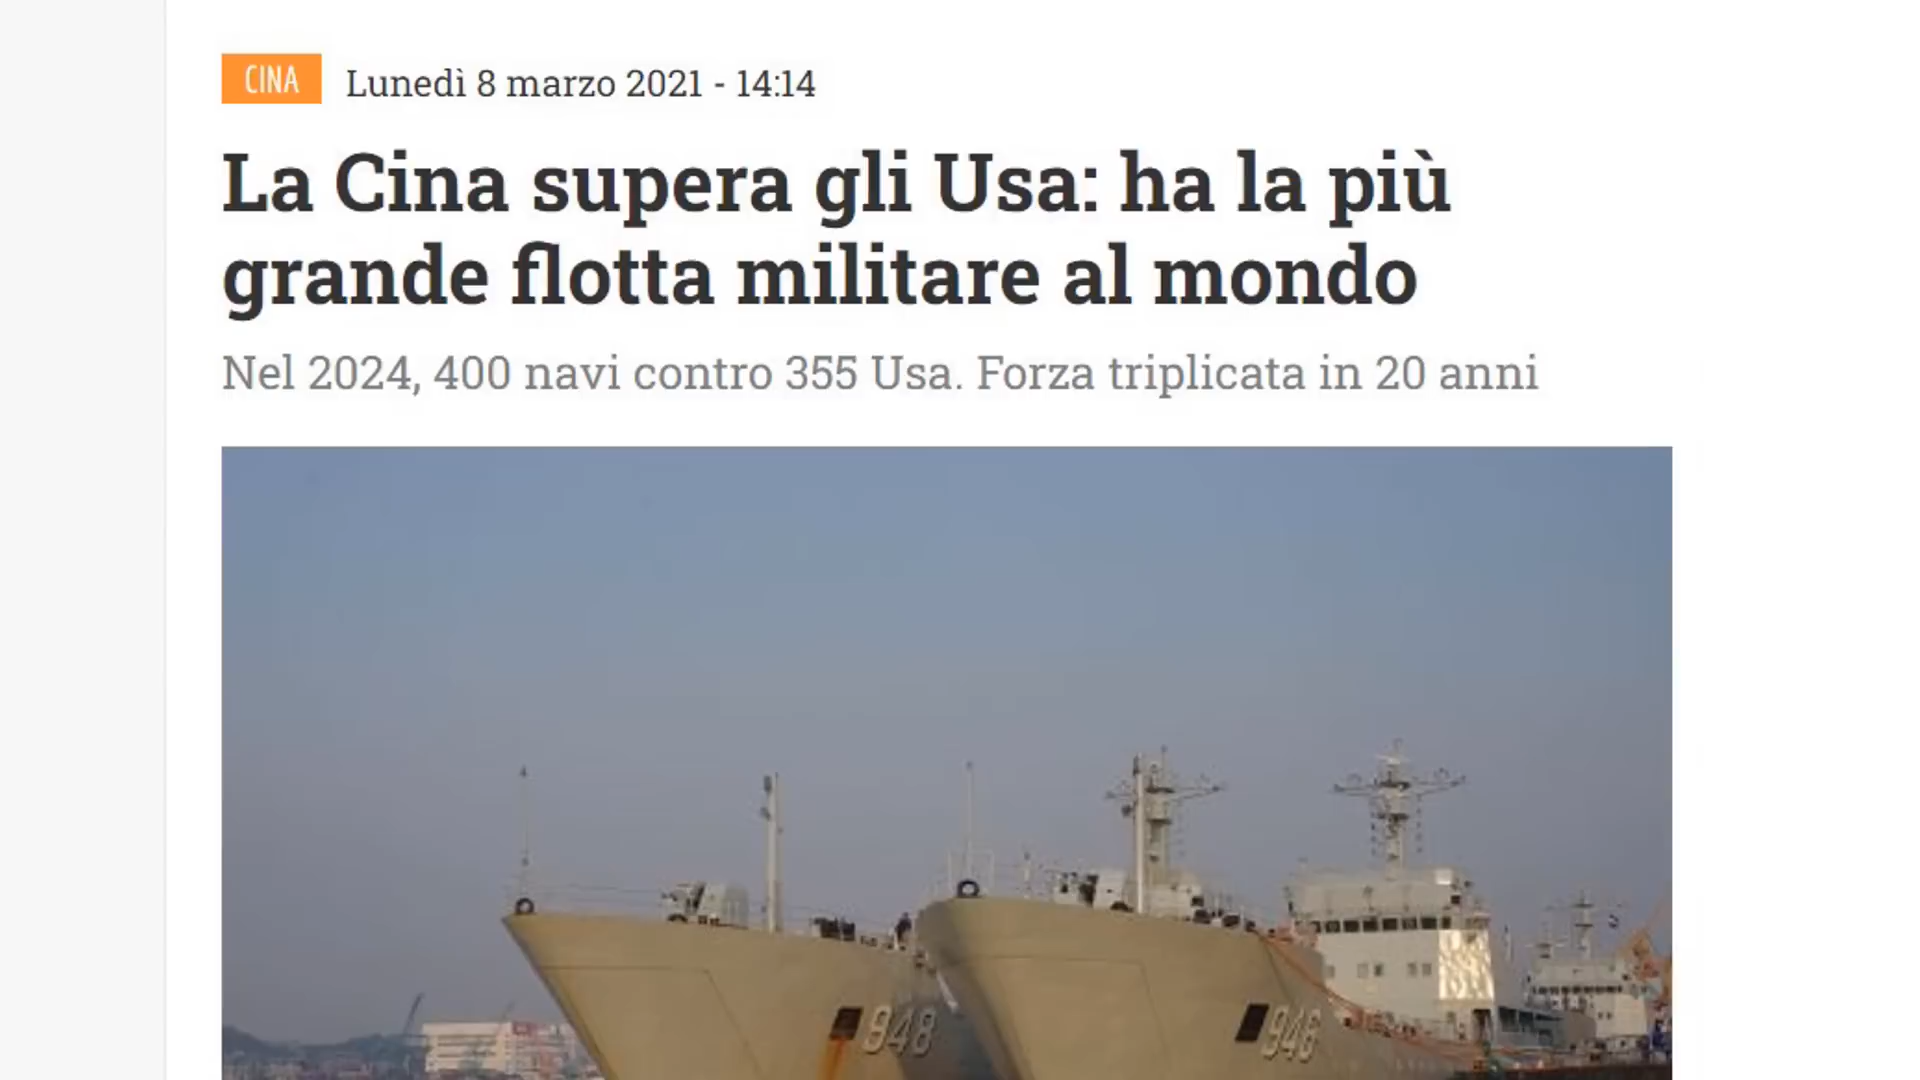 CINA
Lunedì 8 marzo 2021 - 14:14
La Cina supera gli Usa: ha la più
grande flotta militare al mondo
Nel 2024, 400 navi contro 355 Usa. Forza triplicata in 20 anni
948
946